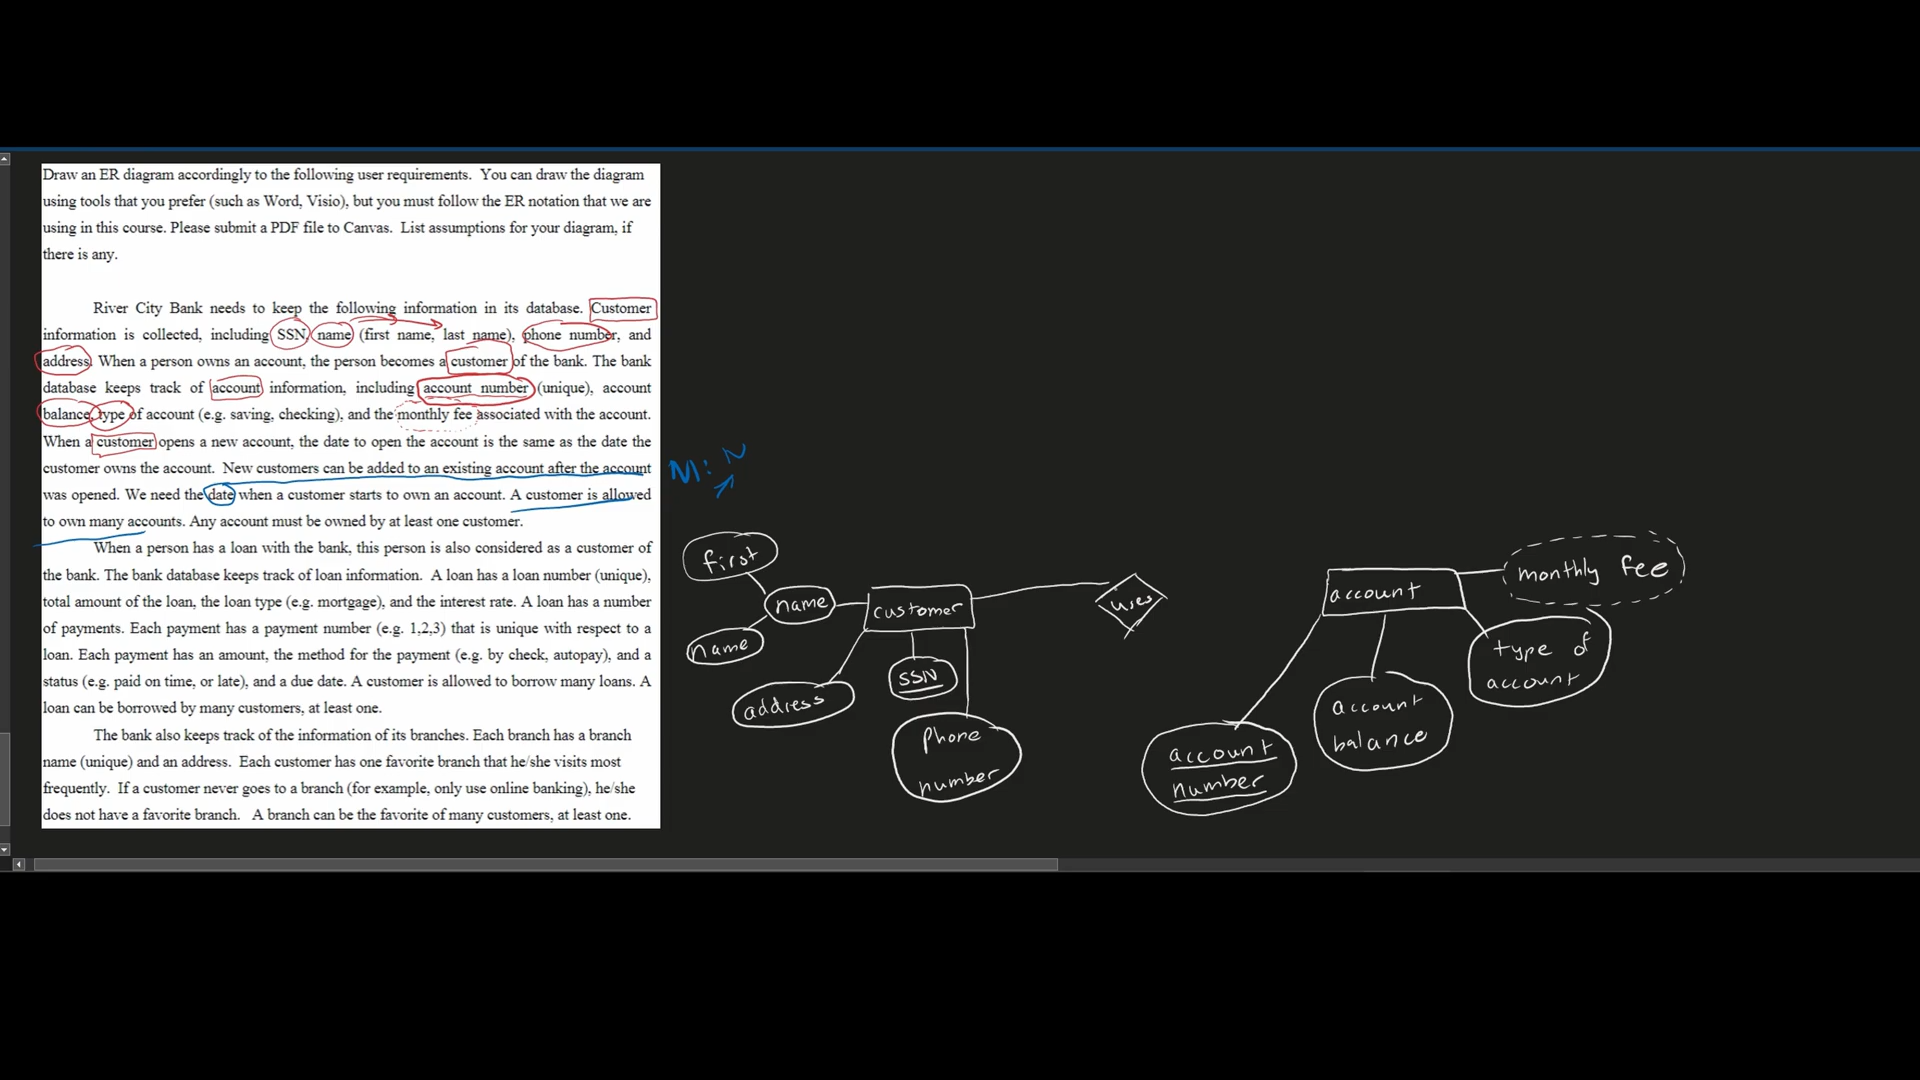 Draw an ER diagram accordingly to the following user requirements. You can draw the diagram
using tools that you prefer (such as Word, Visio), but you must follow the ER notation that we are
using in this course. Please submit a PDF file to Canvas. List assumptions for your diagram, if
there is any.
River City Bank needs to keep the following information in its database. Customer
information is collected, including SSN, name (first name, last name), phone number, and
address. When a person owns an account, the person becomes a customer of the bank. The bank
database keeps track of account information, including account number (unique), account
balance, type of account (e.g. saving, checking), and the monthly fee associated with the account.
When a customer opens a new account, the date to open the account is the same as the date the
customer owns the account. New customers can be added to an existing account after the account
was opened. We need the date when a customer starts to own an account. A customer is allowed
to own many accounts. Any account must be owned by at least one customer.
When a person has a loan with the bank, this person is also considered as a customer of
the bank. The bank database keeps track of loan information. A loan has a loan number (unique),
total amount of the loan, the loan type (e.g. mortgage), and the interest rate. A loan has a number
of payments. Each payment has a payment number (e.g. 1,2,3) that is unique with respect to a
loan. Each payment has an amount, the method for the payment (e.g. by check, autopay), and a
status (e.g. paid on time, or late), and a due date. A customer is allowed to borrow many loans. A
loan can be borrowed by many customers, at least one.
The bank also keeps track of the information of its branches. Each branch has a branch
name (unique) and an address. Each customer has one favorite branch that he/she visits most
frequently. If a customer never goes to a branch (for example, only use online banking), he/she
does not have a favorite branch. A branch can be the favorite of many customers, at least one.
M:N
first
name
name
customer
address
SSN
phone
number
uses
account
monthly fee
type of
account
account
balance
account
number